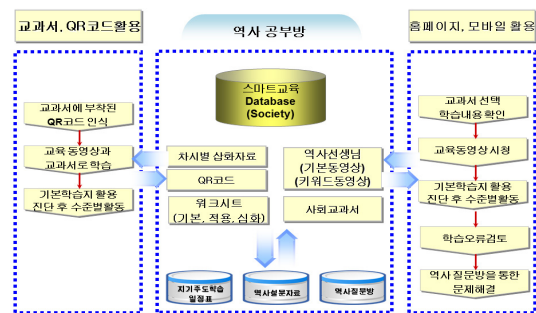 교과서, QR코드활용
역사 공부방
홈페이지, 모바일 활용
스마트교육
Database
(Society)
교과서에 부착된
QR코드 인식
교육 동영상과
교과서로 학습
기본학습지 활용
진단 후 수준별활동
차시별 삽화자료
QR코드
워크시트
(기본, 적용, 심화)
역사선생님
(기본동영상)
(키워드동영상)
사회교과서
자기주도학습
일정표
역사설문자료
역사질문방
교과서 선택
학습내용 확인
교육동영상 시청
기본학습지 활용
진단 후 수준별활동
학습오류검토
역사 질문방을 통한
문제해결